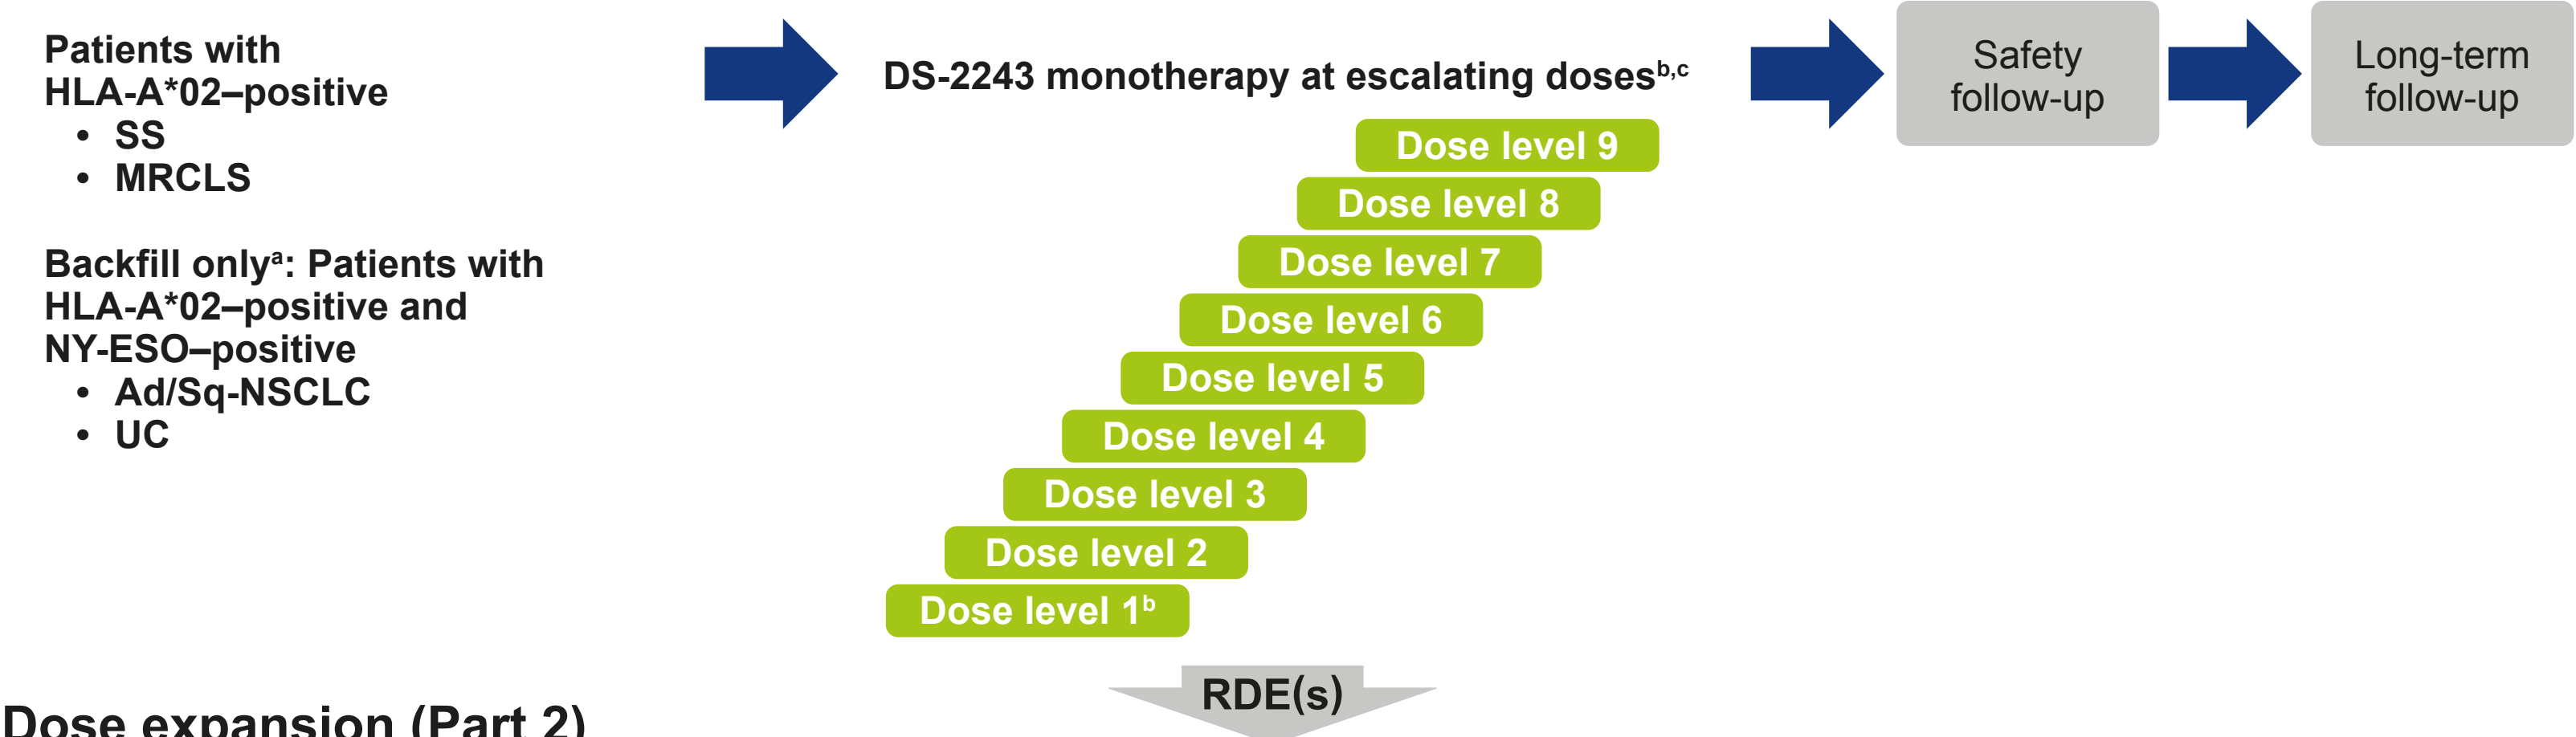 Patients with
HLA-A*02–positive
• SS
• MRCLS
Backfill onlyᵃ: Patients with
HLA-A*02–positive and
NY-ESO–positive
• Ad/Sq-NSCLC
• UC
DS-2243 monotherapy at escalating dosesᵇ,ᶜ
Dose level 9
Dose level 8
Dose level 7
Dose level 6
Dose level 5
Dose level 4
Dose level 3
Dose level 2
Dose level 1ᵇ
Safety
follow-up
Long-term
follow-up
RDE(s)
Dose expansion (Part 2)